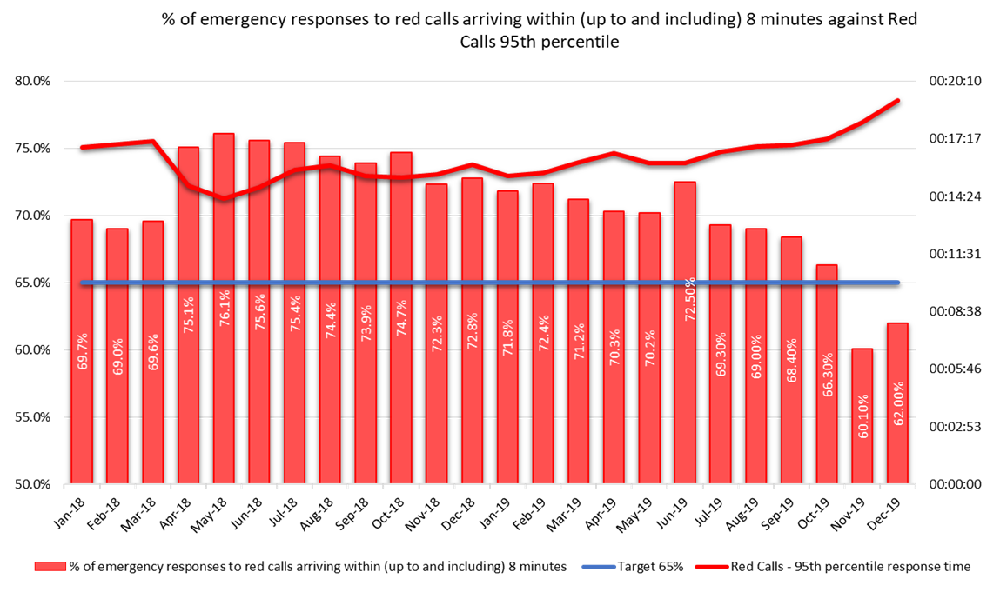 % of emergency responses to red calls arriving within (up to and including) 8 minutes against Red
Calls 95th percentile
80.0%
75.0%
70.0%
65.0%
60.0%
55.0%
50.0%
00:20:10
00:17:17
00:14:24
00:11:31
00:08:38
00:05:46
00:02:53
00:00:00
69.7%
69.0%
69.6%
75.1%
76.1%
75.6%
75.4%
74.4%
73.9%
74.7%
72.3%
72.8%
71.8%
72.4%
71.2%
70.3%
70.2%
72.50%
69.30%
69.00%
68.40%
66.30%
60.10%
62.00%
Jan-18
Feb-18
Mar-18
Apr-18
May-18
Jun-18
Jul-18
Aug-18
Sep-18
Oct-18
Nov-18
Dec-18
Jan-19
Feb-19
Mar-19
Apr-19
May-19
Jun-19
Jul-19
Aug-19
Sep-19
Oct-19
Nov-19
Dec-19
% of emergency responses to red calls arriving within (up to and including) 8 minutes
Target 65%
Red Calls - 95th percentile response time